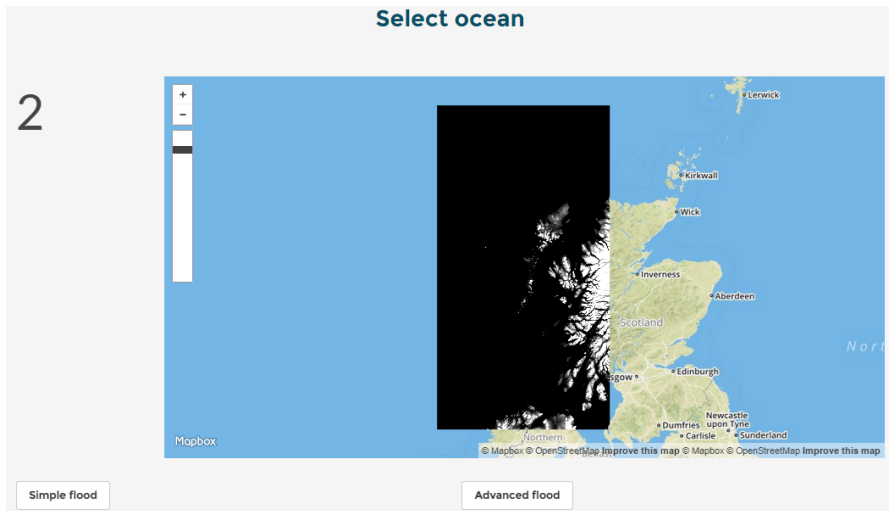 Select ocean
2
+
−
Lerwick
Kirkwall
Wick
Inverness
Aberdeen
Scotland
Nort
sgow
Edinburgh
Newcastle
upon Tyne
Dumfries
Carlisle
Sunderland
Northern
Mapbox
© Mapbox © OpenStreetMap Improve this map © Mapbox © OpenStreetMap Improve this map
Simple flood
Advanced flood